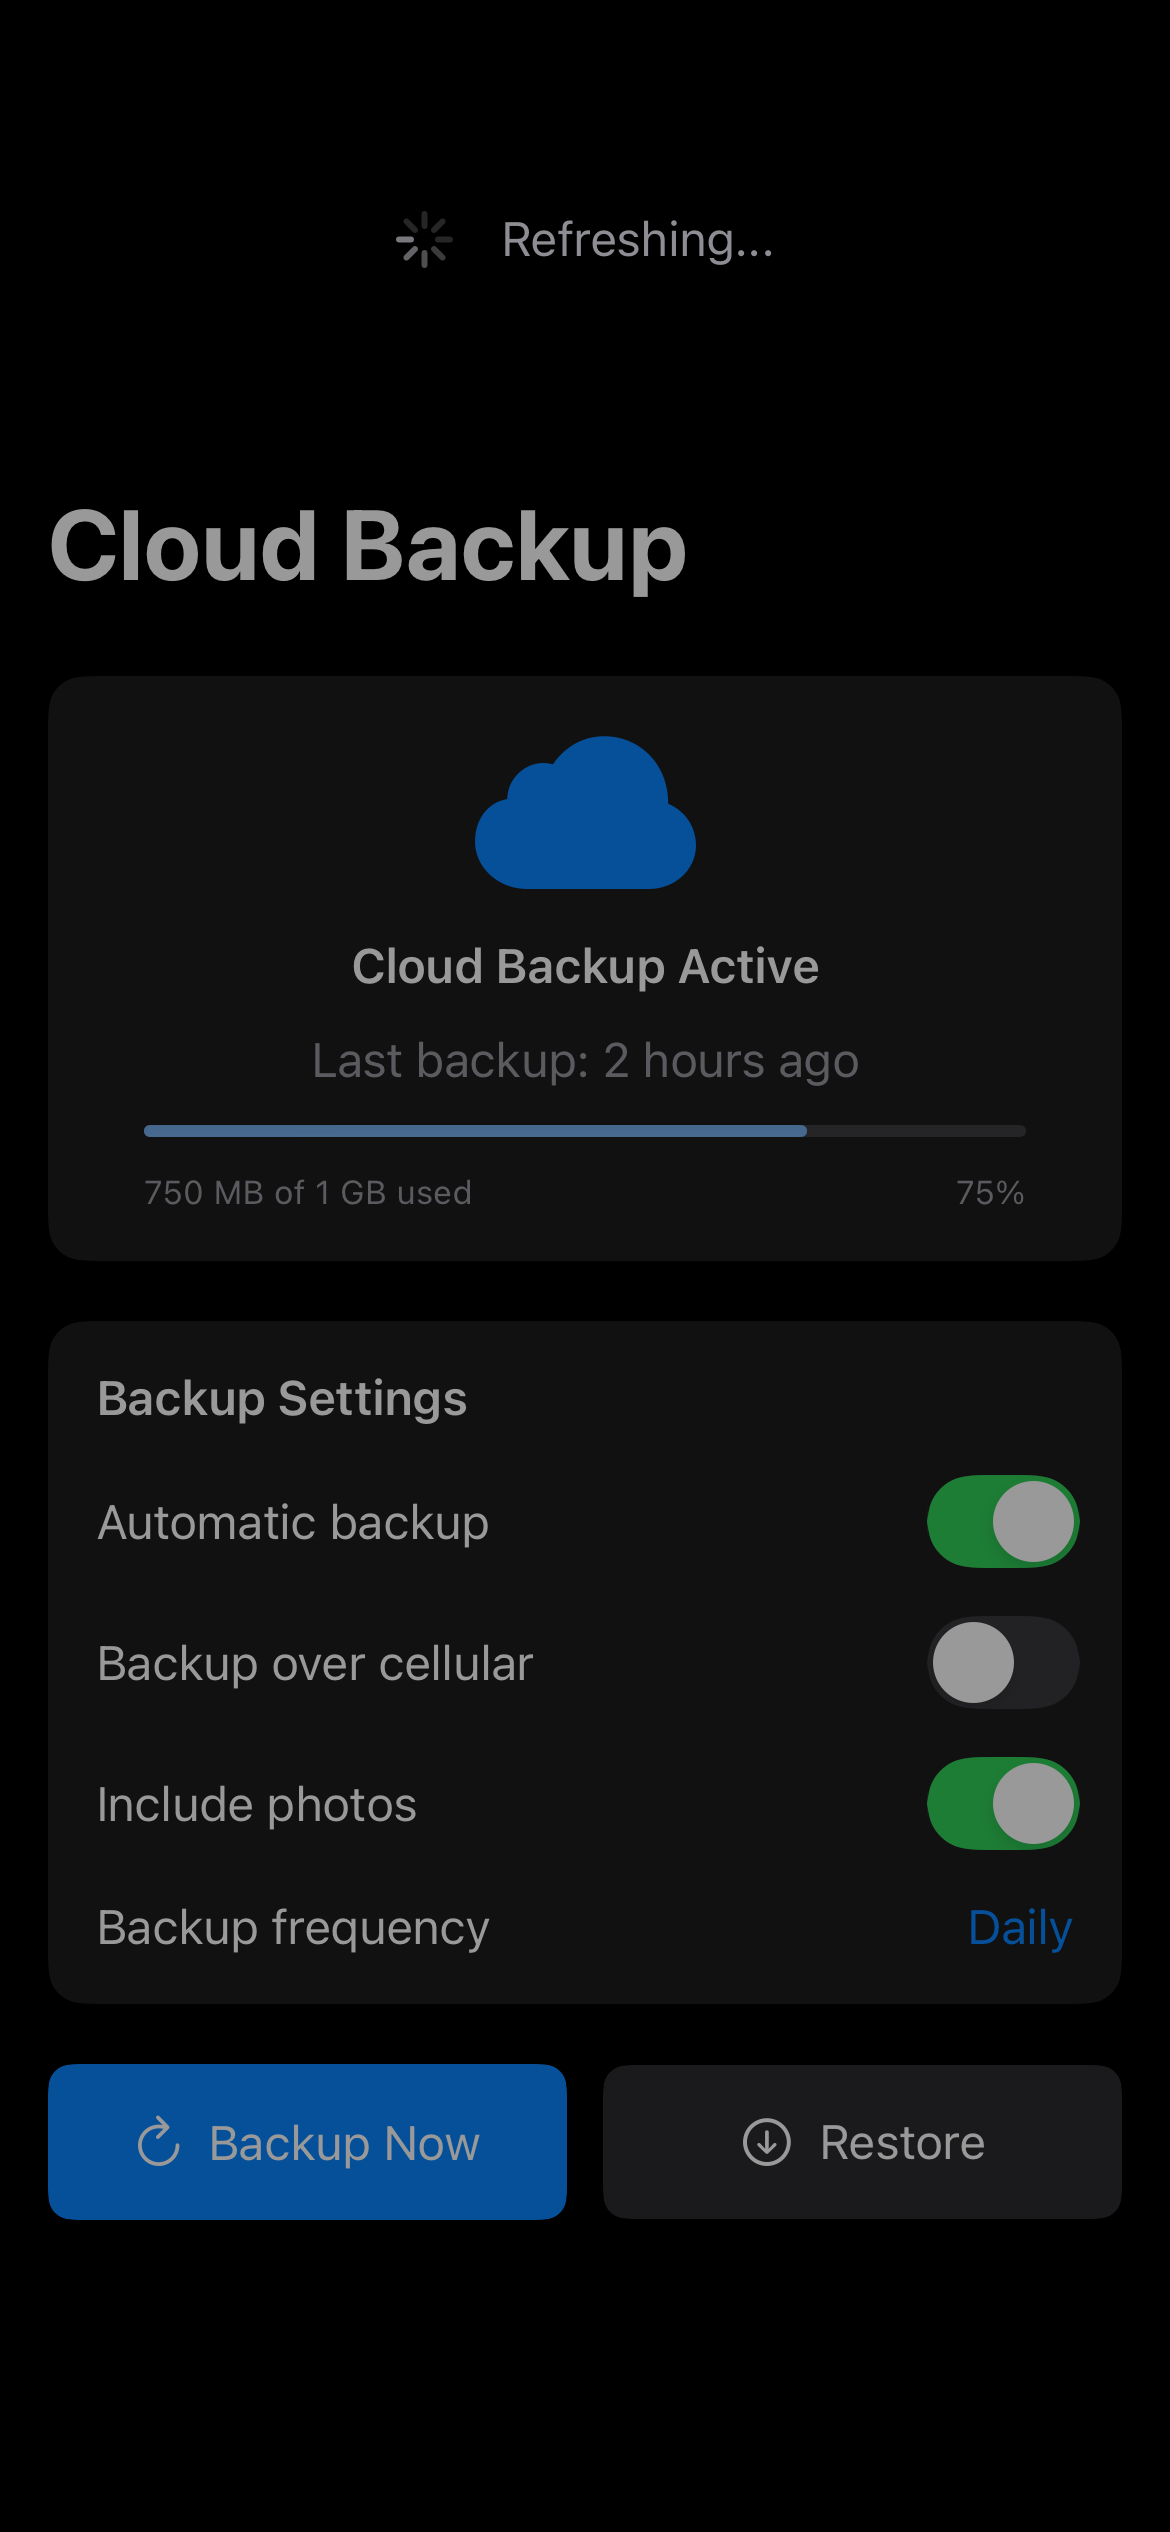 Refreshing...
Cloud Backup
Cloud Backup Active
Last backup: 2 hours ago
750 MB of 1 GB used 75%
Backup Settings
Automatic backup
Backup over cellular
Include photos
Backup frequency Daily
Backup Now Restore